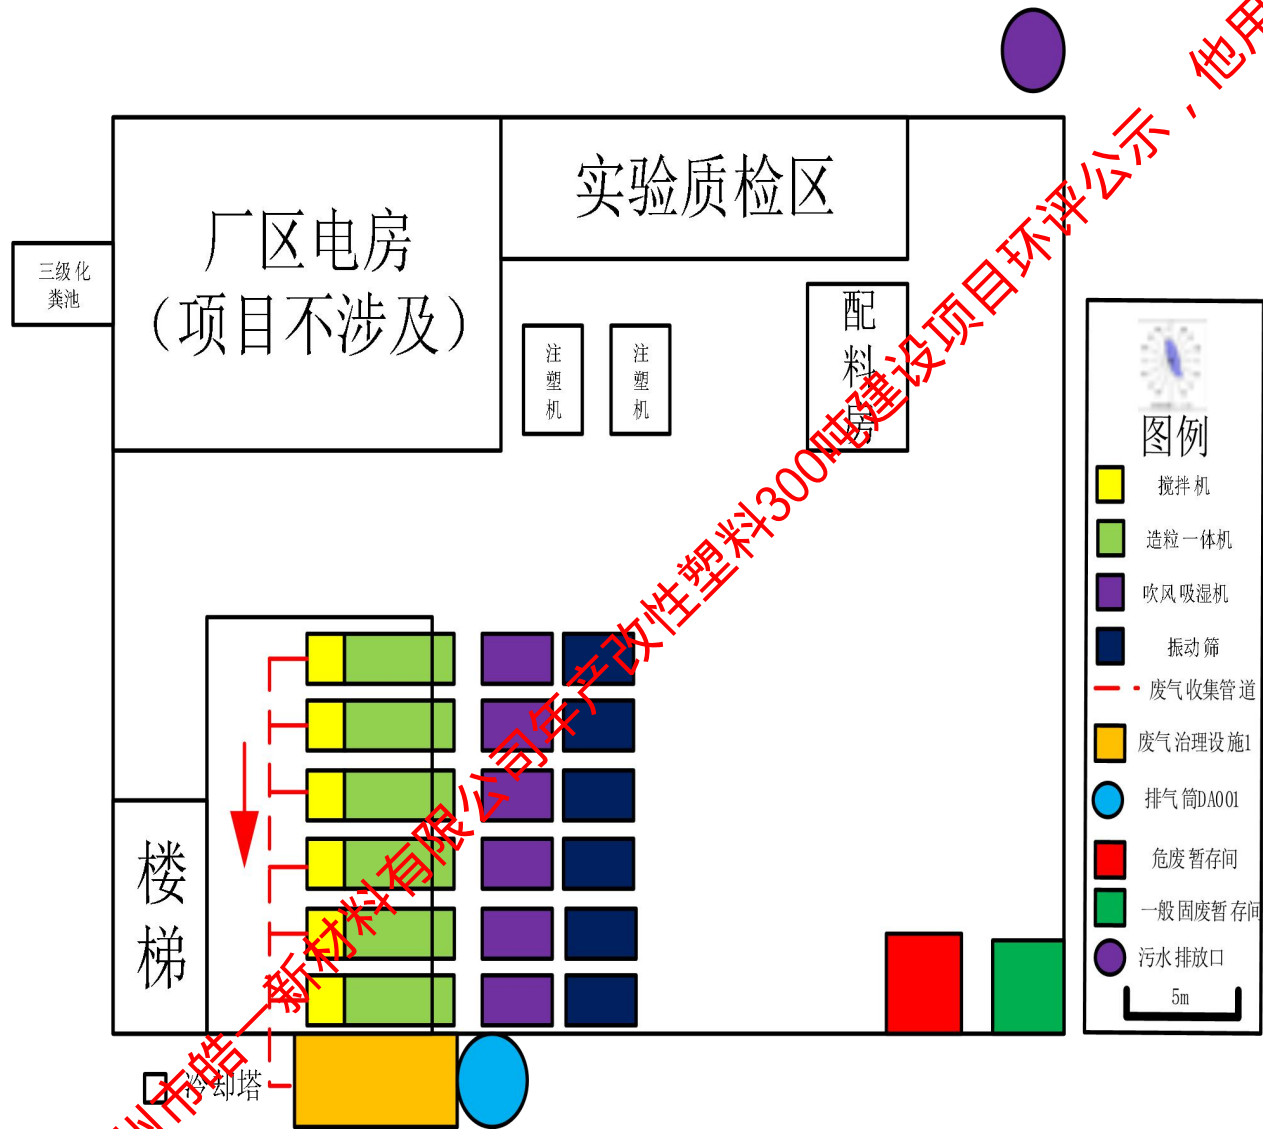 实验质检区
厂区电房
（项目不涉及）
三级化
粪池
注塑机
注塑机
配料房
楼梯
冷却塔
图例
搅拌机
造粒一体机
吹风吸湿机
振动筛
废气收集管道
废气治理设施1
排气筒DA001
危废暂存间
一般固废暂存间
污水排放口
5m
州市皓一新材料有限公司年产改性塑料300吨建设项目环评公示，他用